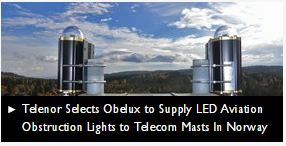 ► Telenor Selects Obelux to Supply LED Aviation
Obstruction Lights to Telecom Masts In Norway